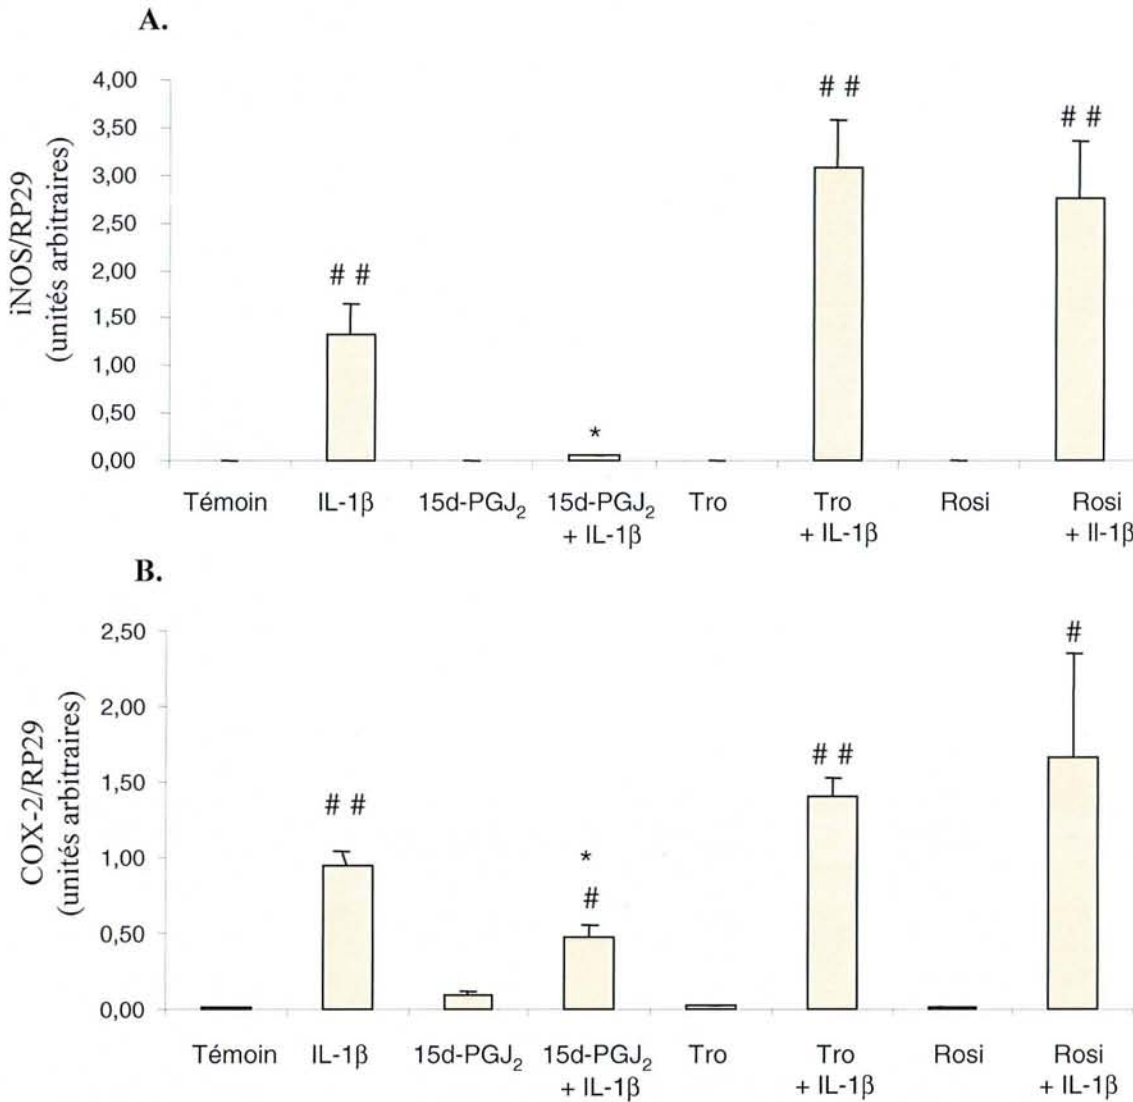 A.
iNOS/RP29
(unités arbitraires)
4,00
3,50
3,00
2,50
2,00
1,50
1,00
0,50
0,00
# #
*
# #
# #
Témoin IL-1β 15d-PGJ₂ 15d-PGJ₂ Tro Tro Rosi Rosi
+ IL-1β + IL-1β + Il-1β
B.
COX-2/RP29
(unités arbitraires)
2,50
2,00
1,50
1,00
0,50
0,00
# #
*
#
# #
#
Témoin IL-1β 15d-PGJ₂ 15d-PGJ₂ Tro Tro Rosi Rosi
+ IL-1β + IL-1β + IL-1β